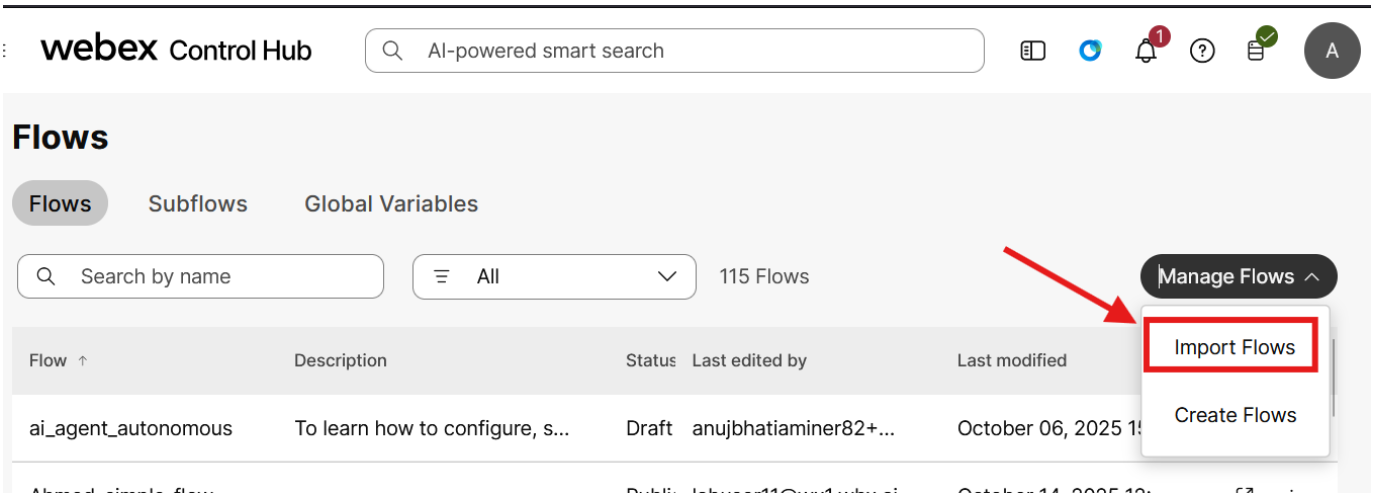 webex Control Hub AI-powered smart search 1 A
Flows
Flows Subflows Global Variables
Search by name All 115 Flows Manage Flows
Import Flows
Create Flows
Flow ↑ Description Status Last edited by Last modified
ai_agent_autonomous To learn how to configure, s... Draft anujbhatiaminer82+... October 06, 2025